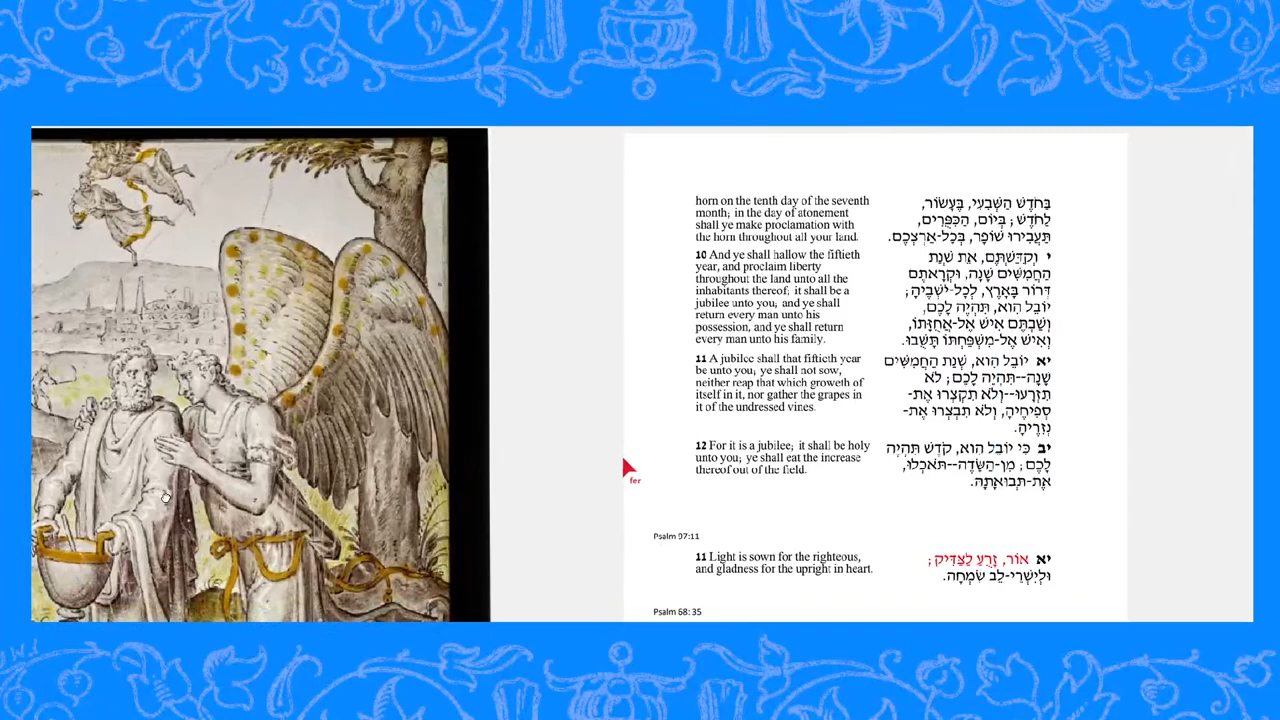 horn on the tenth day of the seventh
month; in the day of atonement
shall ye make proclamation with
the horn throughout all your land.
10 And ye shall hallow the fiftieth
year, and proclaim liberty
throughout the land unto all the
inhabitants thereof; it shall be a
jubilee unto you; and ye shall
return every man unto his
possession, and ye shall return
every man unto his family.
11 A jubilee shall that fiftieth year
be unto you; ye shall not sow,
neither reap that which groweth of
itself in it, nor gather the grapes in
it of the undressed vines.
12 For it is a jubilee; it shall be holy
unto you; ye shall eat the increase
thereof out of the field.
בַּחֹדֶשׁ הַשְּׁבִעִי, בֶּעָשׂוֹר,
לַחֹדֶשׁ; בְּיוֹם, הַכִּפֻּרִים,
תַּעֲבִירוּ שׁוֹפָר, בְּכָל-אַרְצְכֶם.
י וְקִדַּשְׁתֶּם, אֵת שְׁנַת
הַחֲמִשִּׁים שָׁנָה, וּקְרָאתֶם
דְּרוֹר בָּאָרֶץ, לְכָל-יֹשְׁבֶיהָ;
יוֹבֵל הִוא, תִּהְיֶה לָכֶם,
וְשַׁבְתֶּם אִישׁ אֶל-אֲחֻזָּתוֹ,
וְאִישׁ אֶל-מִשְׁפַּחְתּוֹ תָּשֻׁבוּ.
יא יוֹבֵל הִוא, שְׁנַת הַחֲמִשִּׁים
שָׁנָה--תִּהְיֶה לָכֶם; לֹא
תִזְרָעוּ--וְלֹא תִקְצְרוּ אֶת-
סְפִיחֶיהָ, וְלֹא תִבְצְרוּ אֶת-
נְזִרֶיהָ.
יב כִּי יוֹבֵל הִוא, קֹדֶשׁ תִּהְיֶה
לָכֶם; מִן-הַשָּׂדֶה--תֹּאכְלוּ,
אֶת-תְּבוּאָתָהּ.
fer
Psalm 97:11
11 Light is sown for the righteous,
and gladness for the upright in heart.
יא אוֹר, זָרֻעַ לַצַּדִּיק;
וּלְיִשְׁרֵי-לֵב שִׂמְחָה.
Psalm 68:35